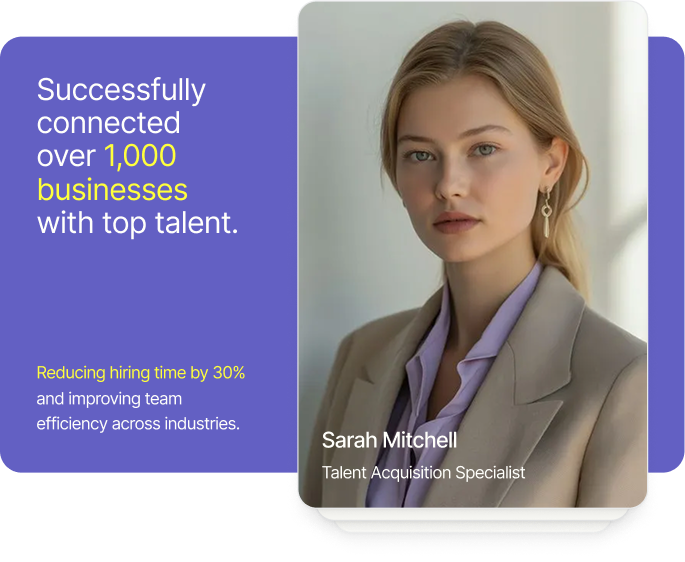 Successfully
connected
over 1,000
businesses
with top talent.
Reducing hiring time by 30%
and improving team
efficiency across industries.
Sarah Mitchell
Talent Acquisition Specialist